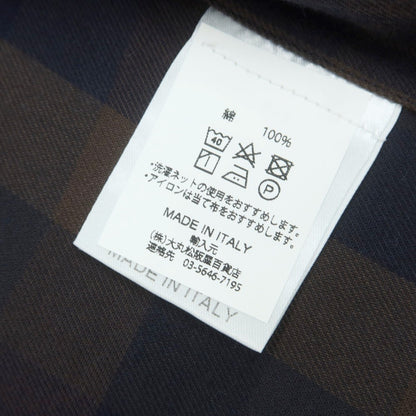 綿 100%
40
P
・洗濯ネットの使用をおすすめします。
・アイロンは当て布をおすすめします。
MADE IN ITALY
輸入元
(株)大丸松坂屋百貨店
連絡先 03-5646-7195
MADE IN ITALY